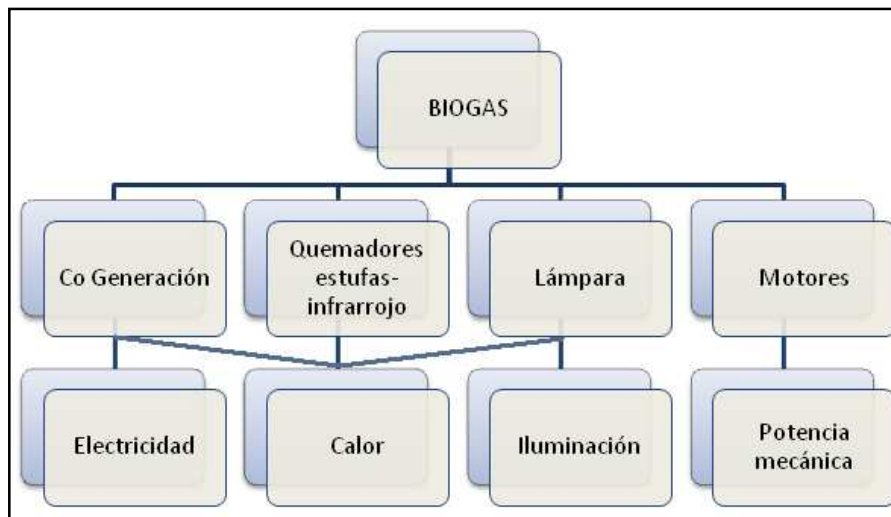 BIOGAS
Co Generación
Quemadores
estufas-
infrarrojo
Lámpara
Motores
Electricidad
Calor
Iluminación
Potencia
mecánica